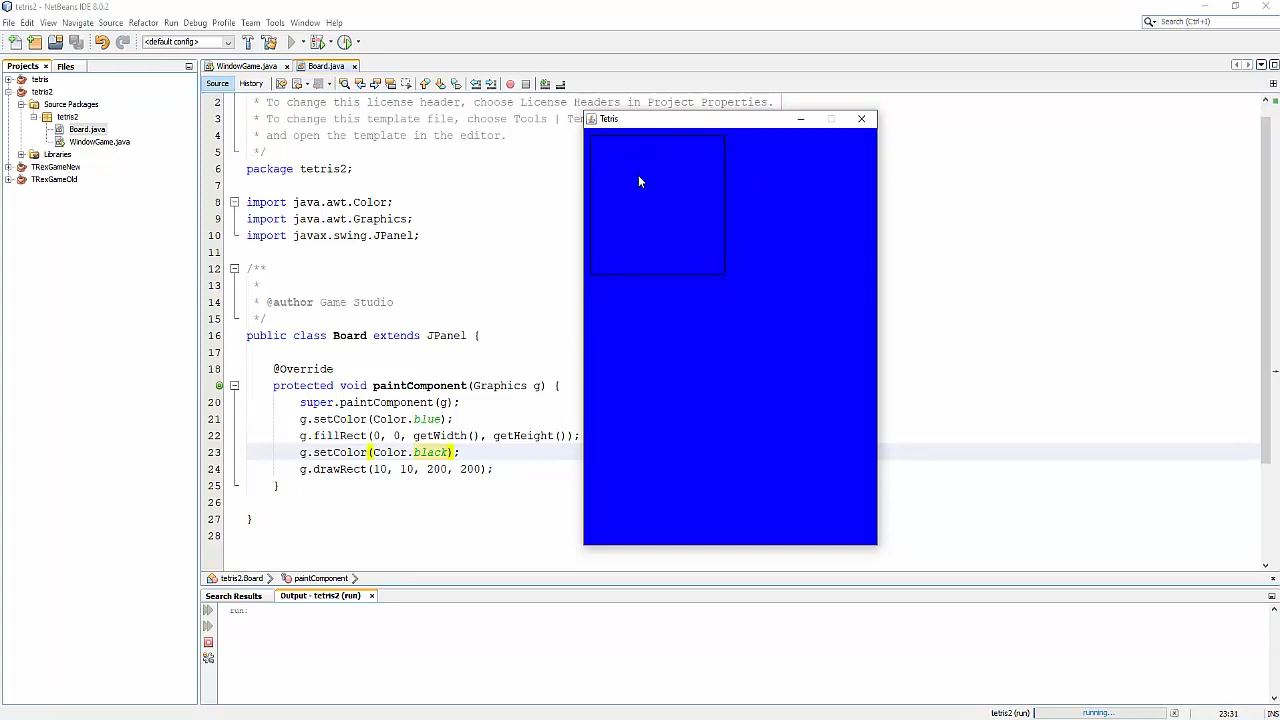 tetris2 - NetBeans IDE 8.0.2
File Edit View Navigate Source Refactor Run Debug Profile Team Tools Window Help
Search (Ctrl+I)
<default config>
Projects Files
WindowGame.java Board.java
Source History
tetris
tetris2
Source Packages
tetris2
Board.java
WindowGame.java
Libraries
TRexGameNew
TRexGameOld
2 * To change this license header, choose License Headers in Project Properties.
3 * To change this template file, choose Tools | Tem
4 * and open the template in the editor.
5 */
6 package tetris2;
7
8 import java.awt.Color;
9 import java.awt.Graphics;
10 import javax.swing.JPanel;
11
12 /**
13 *
14 * @author Game Studio
15 */
16 public class Board extends JPanel {
17
18 @Override
protected void paintComponent(Graphics g) {
20 super.paintComponent(g);
21 g.setColor(Color.blue);
22 g.fillRect(0, 0, getWidth(), getHeight());
23 g.setColor(Color.black);
24 g.drawRect(10, 10, 200, 200);
25 }
26
27 }
28
Tetris
tetris2.Board paintComponent
Search Results Output - tetris2 (run)
run:
tetris2 (run) running... 23:31 INS